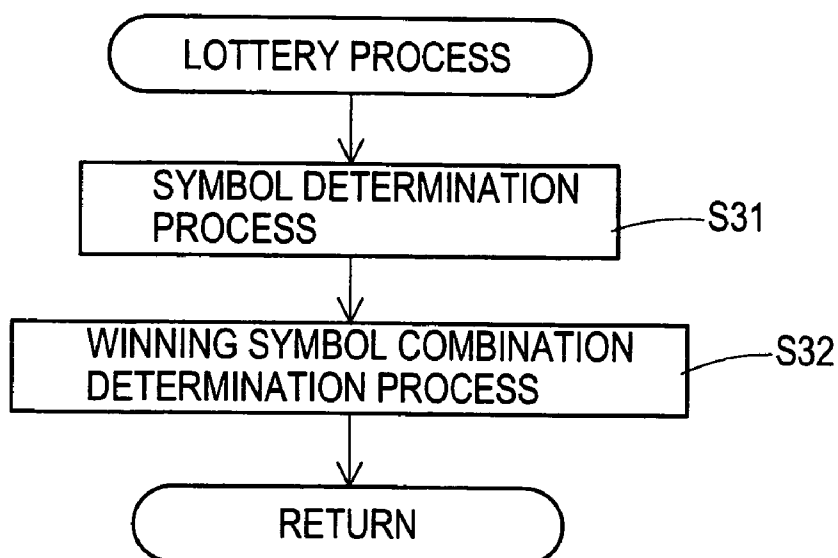 LOTTERY PROCESS
SYMBOL DETERMINATION
PROCESS
S31
WINNING SYMBOL COMBINATION
DETERMINATION PROCESS
S32
RETURN